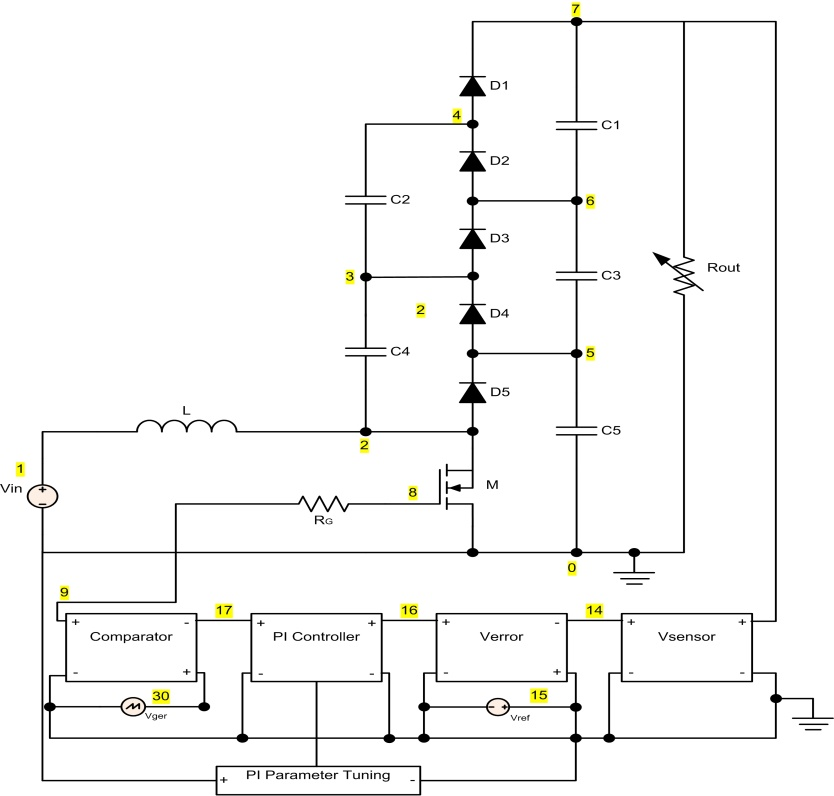 7
D1
4
C1
D2
C2
6
D3
Rout
3
C3
2
D4
C4
5
D5
L
C5
2
1
Vin
8
M
RG
0
9
17
16
14
+ Comparator -
+ PI Controller +
+ Verror -
+ Vsensor +
- +
- -
- +
- -
30
Vger
15
- +
Vref
+ PI Parameter Tuning -
+
-